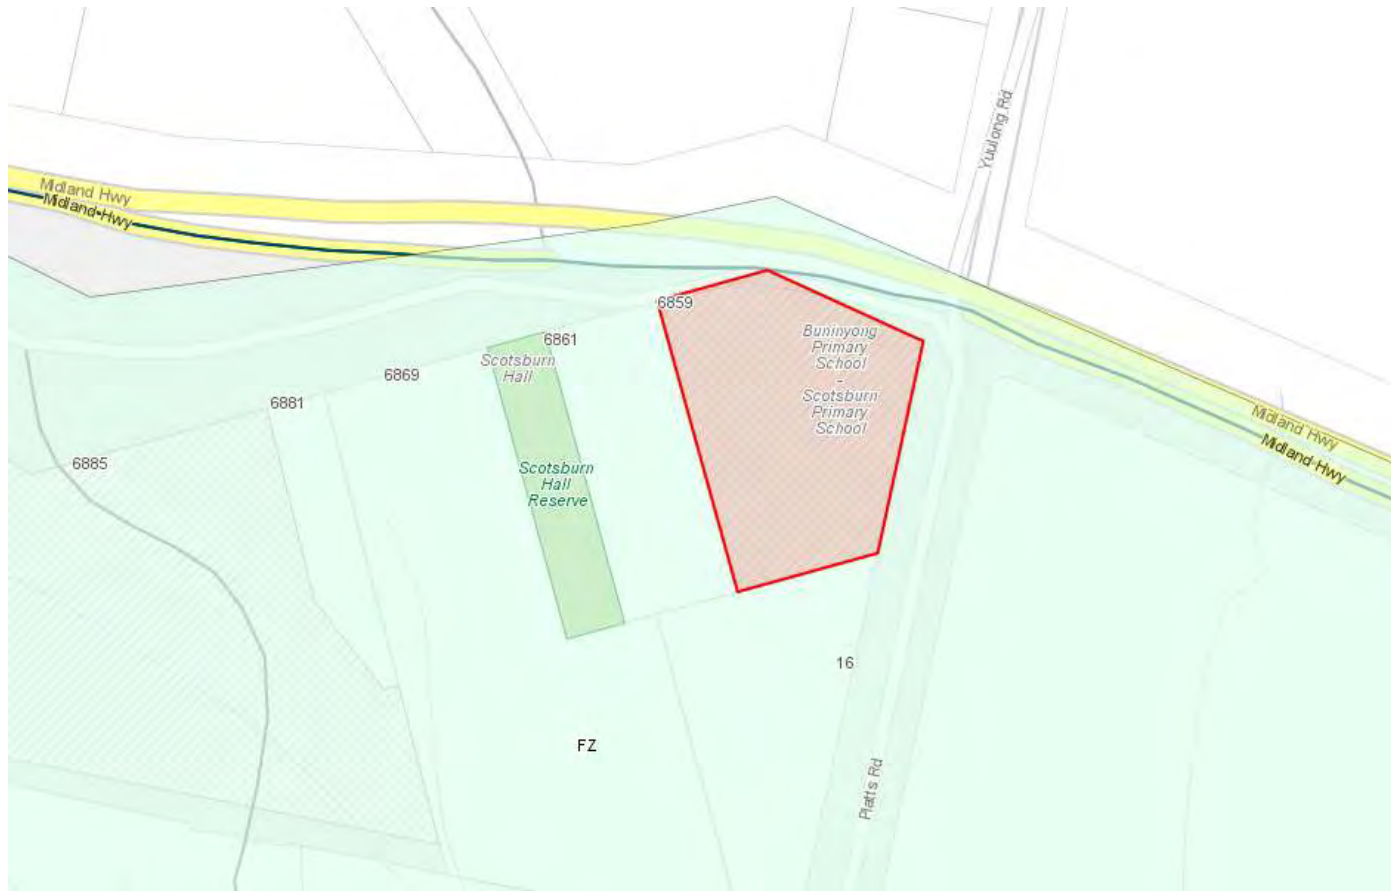 Yuulong Rd
Midland Hwy
Midland Hwy
6859
Buninyong
Primary
School
-
Scotsburn
Primary
School
6861
Scotsburn
Hall
6869
6881
Midland Hwy
Midland Hwy
6885
Scotsburn
Hall
Reserve
16
FZ
Platts Rd